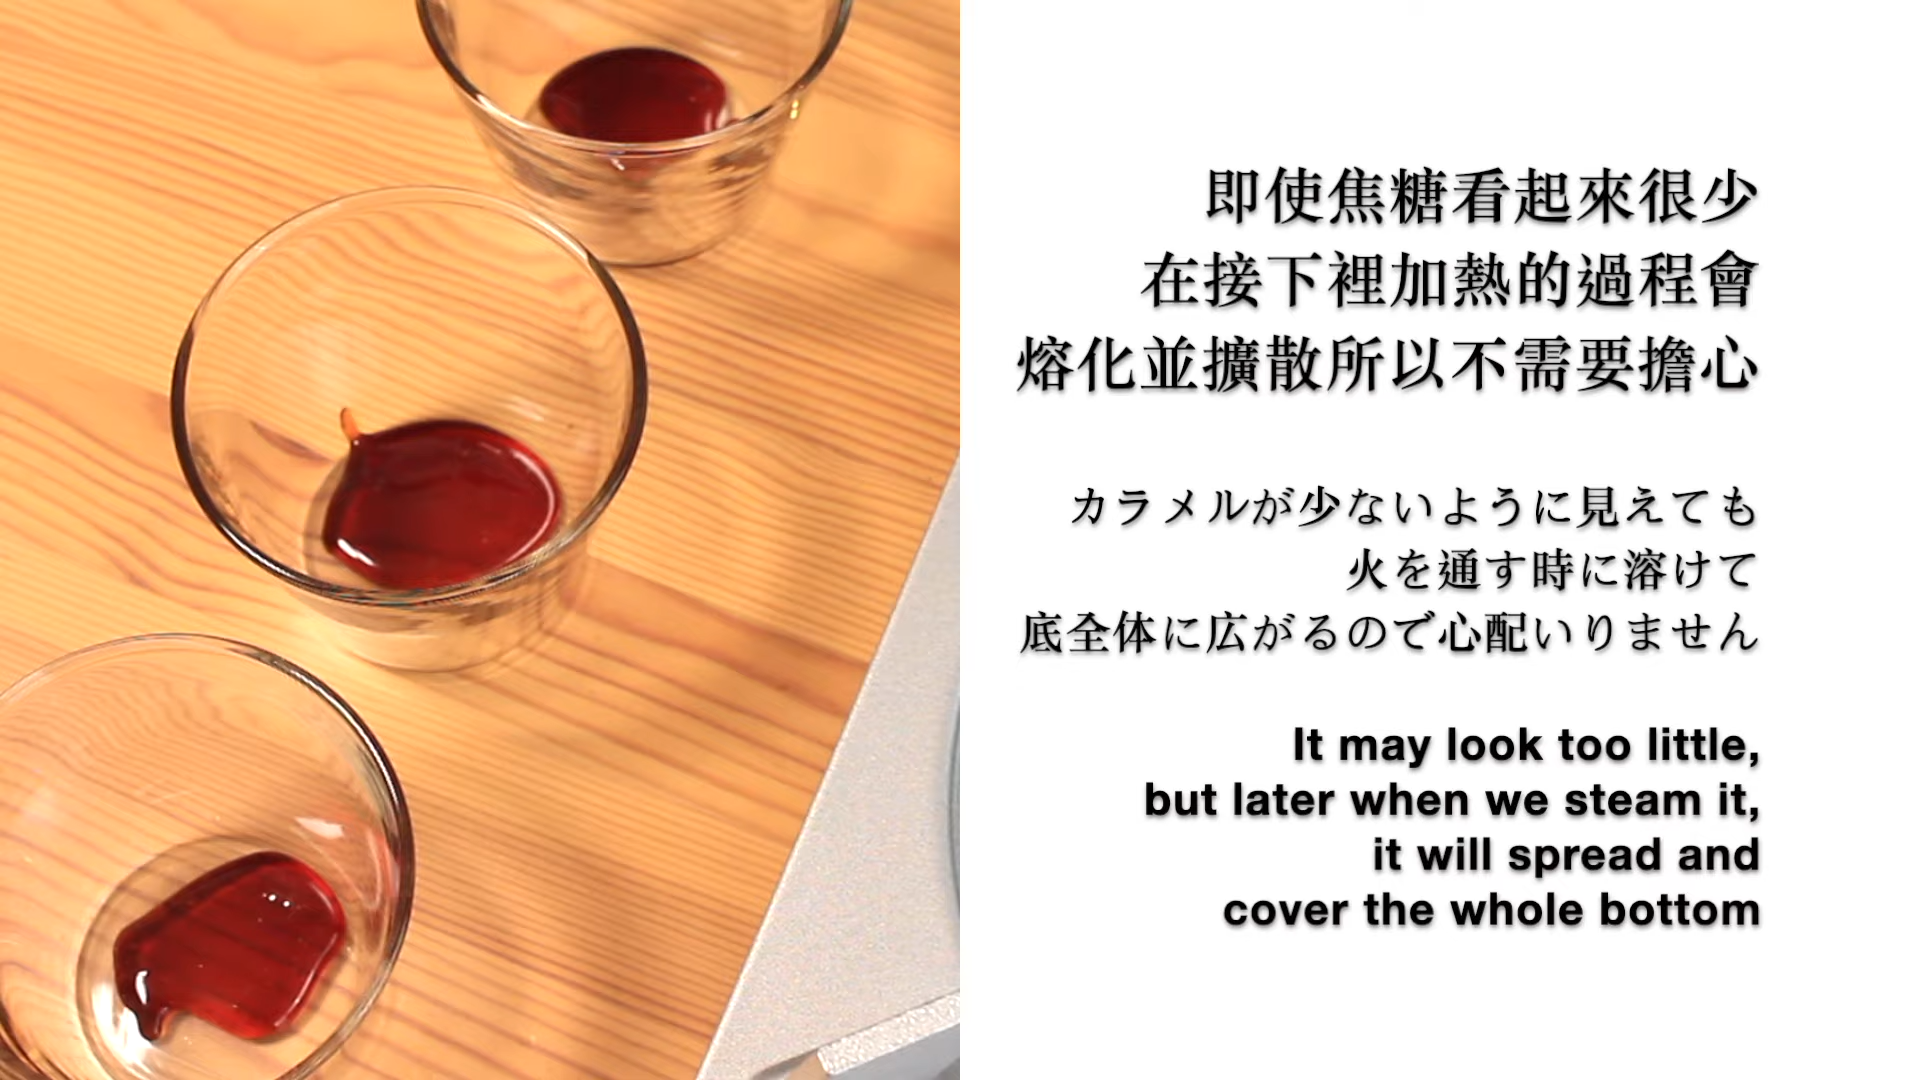 即使焦糖看起來很少
在接下裡加熱的過程會
熔化並擴散所以不需要擔心
カラメルが少ないように見えても
火を通す時に溶けて
底全体に広がるので心配いりません
It may look too little,
but later when we steam it,
it will spread and
cover the whole bottom